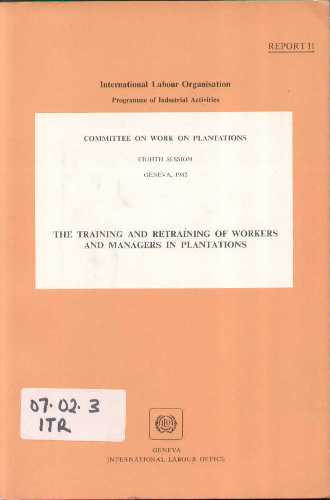 REPORT II
International Labour Organisation
Programme of Industrial Activities
COMMITTEE ON WORK ON PLANTATIONS
EIGHTH SESSION
GENEVA, 1982
THE TRAINING AND RETRAINING OF WORKERS
AND MANAGERS IN PLANTATIONS
07.02.3
ITR
GENEVA
INTERNATIONAL LABOUR OFFICE